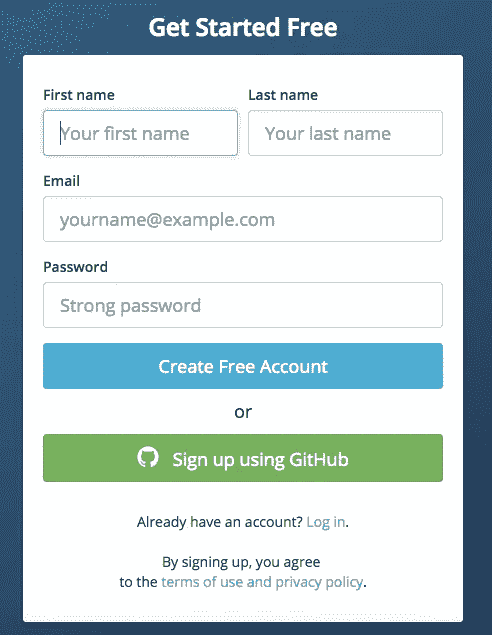 Get Started Free
First name Last name
Your first name Your last name
Email
yourname@example.com
Password
Strong password
Create Free Account
or
Sign up using GitHub
Already have an account? Log in.
By signing up, you agree
to the terms of use and privacy policy.